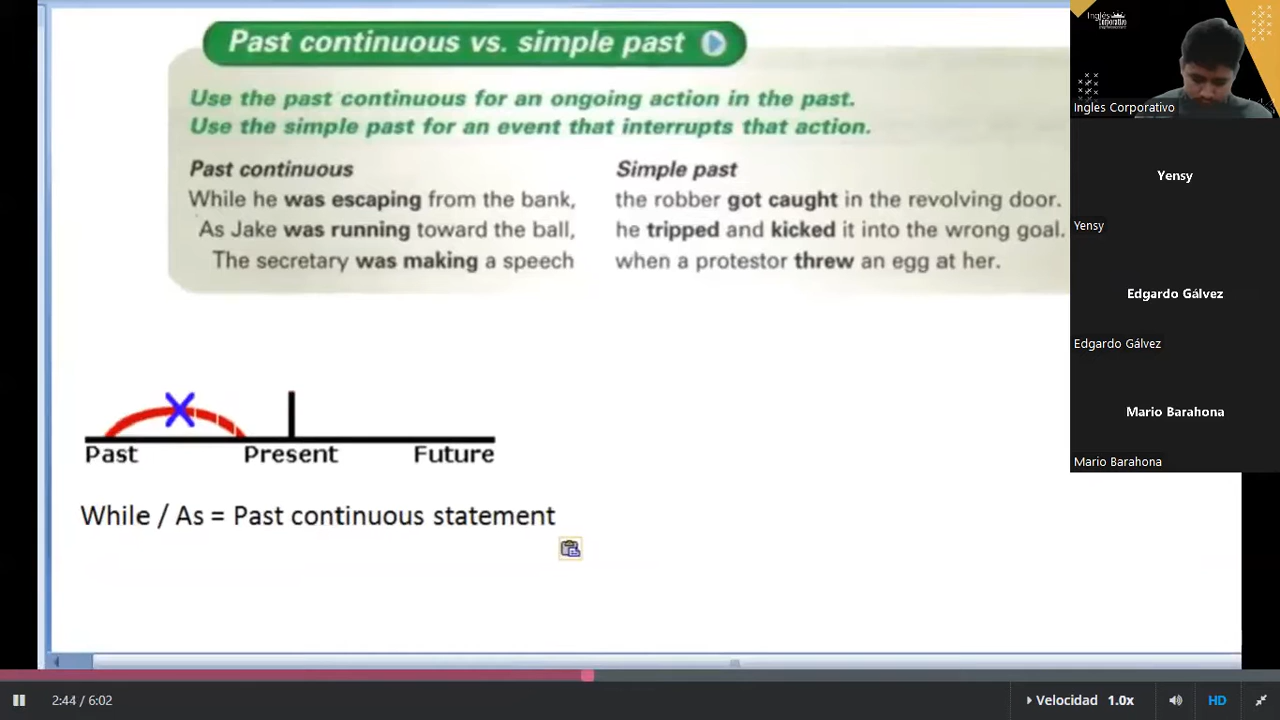 Past continuous vs. simple past
Use the past continuous for an ongoing action in the past.
Use the simple past for an event that interrupts that action.
Past continuous
Simple past
While he was escaping from the bank,
the robber got caught in the revolving door.
As Jake was running toward the ball,
he tripped and kicked it into the wrong goal.
The secretary was making a speech
when a protestor threw an egg at her.
Past
Present
Future
While / As = Past continuous statement
Inglés
Corporativo
Ingles Corporativo
Yensy
Yensy
Edgardo Gálvez
Edgardo Gálvez
Mario Barahona
Mario Barahona
2:44 / 6:02
Velocidad 1.0x
HD